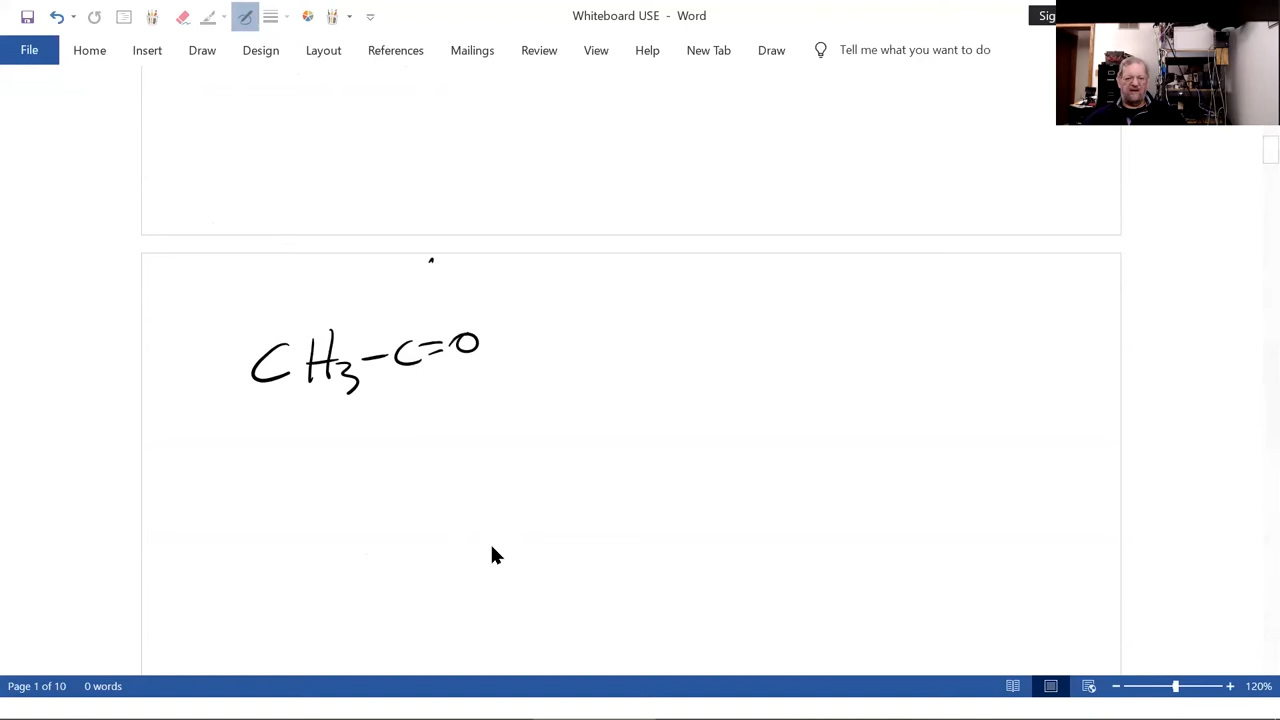 Whiteboard USE - Word
Sig
File Home Insert Draw Design Layout References Mailings Review View Help New Tab Draw Tell me what you want to do
CH3-C=O
Page 1 of 10 0 words
120%